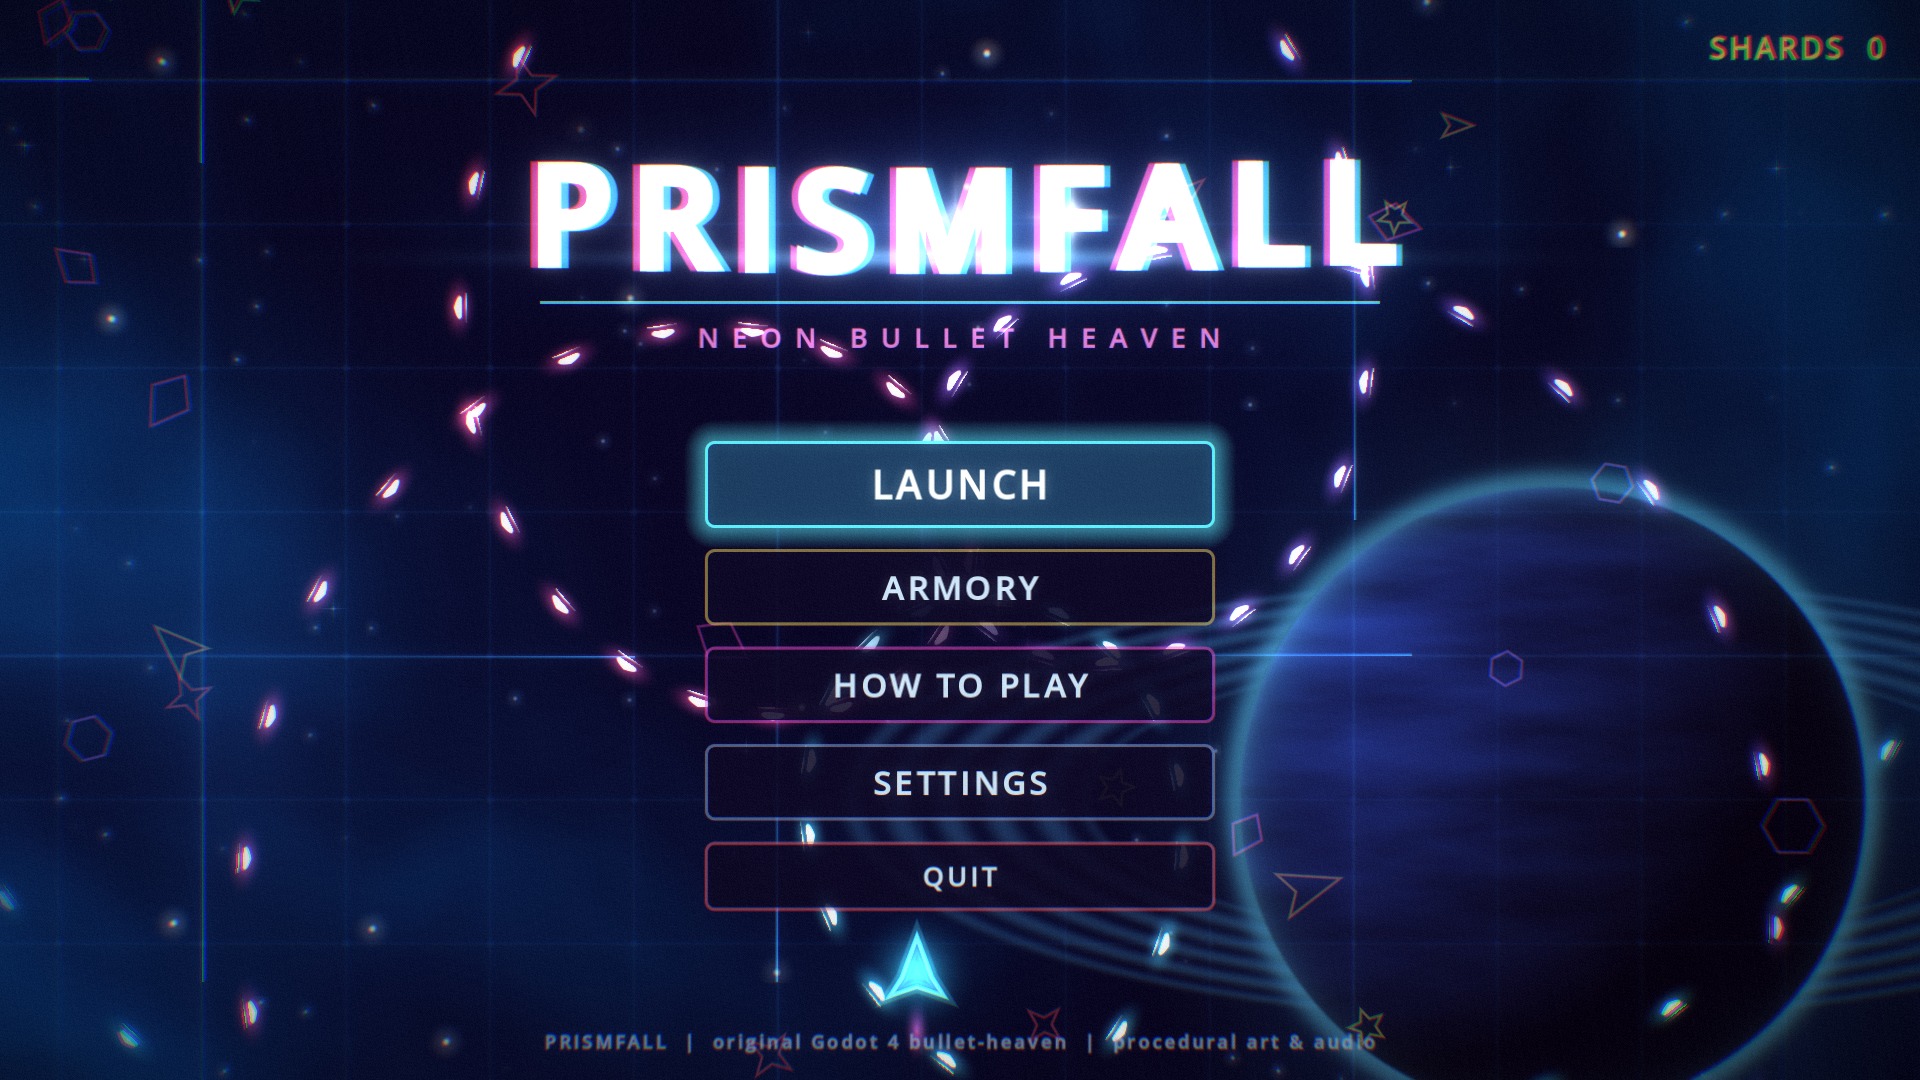 SHARDS 0
PRISMFALL
NEON BULLET HEAVEN
LAUNCH
ARMORY
HOW TO PLAY
SETTINGS
QUIT
PRISMFALL | original Godot 4 bullet-heaven | procedural art & audio